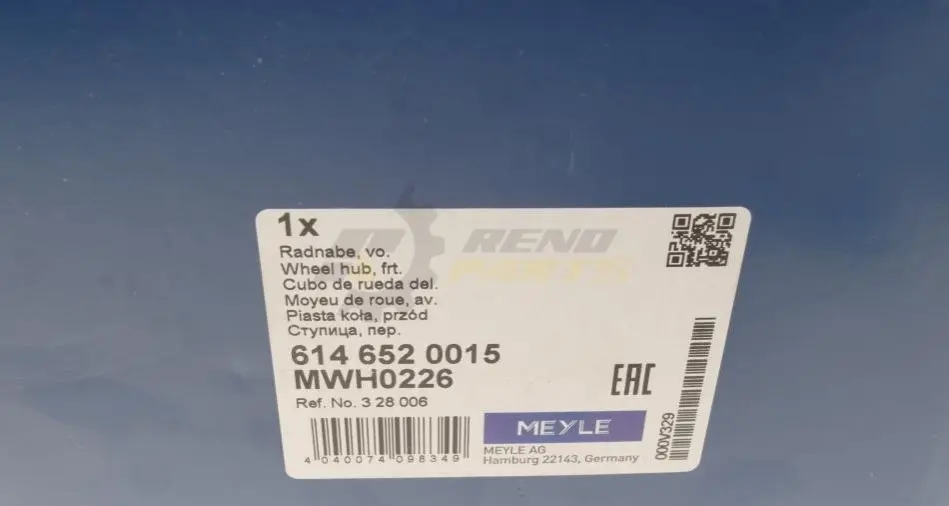 1x
Radnabe, vo.
Wheel hub, frt.
Cubo de rueda del.
Moyeu de roue, av.
Piasta koła, przód
Ступица, пер.
614 652 0015
MWH0226
Ref. No. 3 28 006
4 040074 098349
EAC
MEYLE
MEYLE AG
Hamburg 22143, Germany
000V329
RENO
PARTS